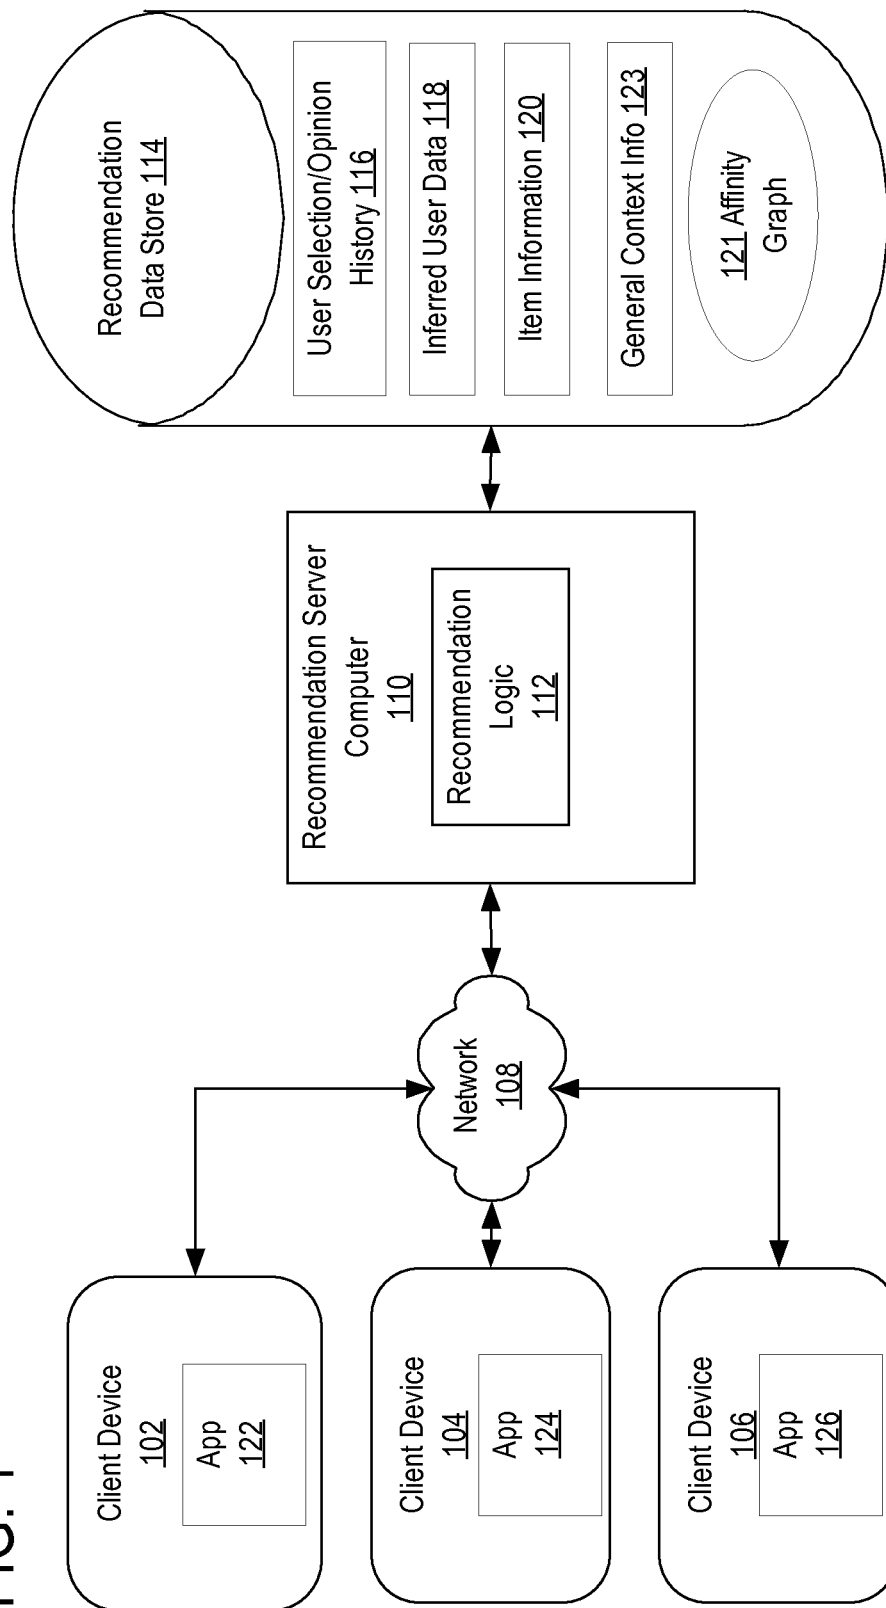 FIG. 1
Client Device
102
App
122
Client Device
104
App
124
Client Device
106
App
126
Network
108
Recommendation Server
Computer
110
Recommendation
Logic
112
Recommendation
Data Store 114
User Selection/Opinion
History 116
Inferred User Data 118
Item Information 120
General Context Info 123
121 Affinity
Graph